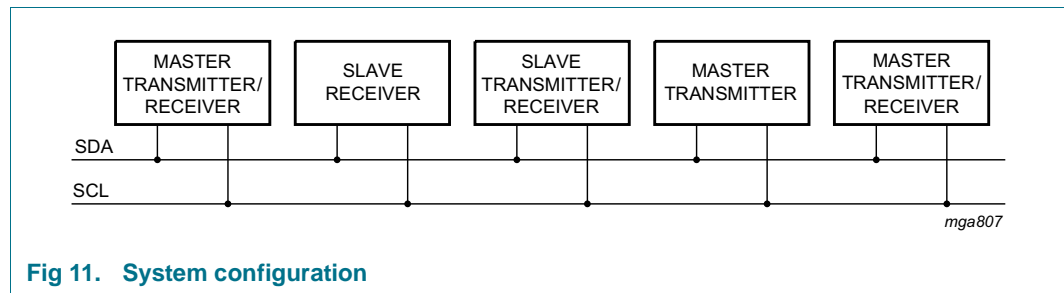 MASTER
TRANSMITTER/
RECEIVER
SLAVE
RECEIVER
SLAVE
TRANSMITTER/
RECEIVER
MASTER
TRANSMITTER
MASTER
TRANSMITTER/
RECEIVER
SDA
SCL
mga807
Fig 11. System configuration